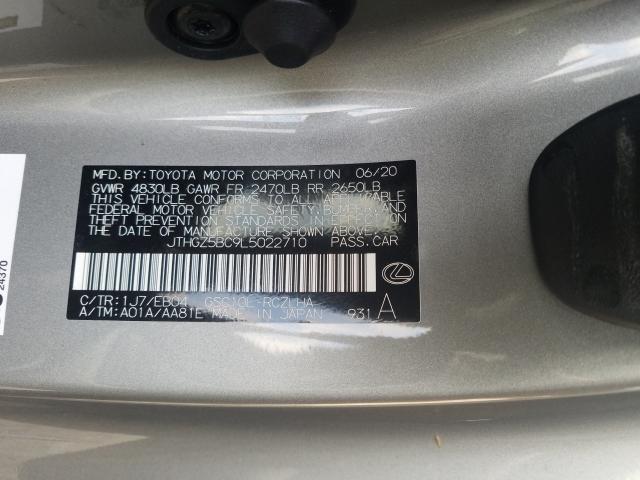 MFD. BY: TOYOTA MOTOR CORPORATION 06/20
GVWR 4830LB GAWR FR 2470LB RR 2650LB
THIS VEHICLE CONFORMS TO ALL APPLICABLE
FEDERAL MOTOR VEHICLE SAFETY, BUMPER, AND
THEFT PREVENTION STANDARDS IN EFFECT ON
THE DATE OF MANUFACTURE SHOWN ABOVE.
JTHGZ5BC9L5022710 PASS. CAR
C/TR: 1J7/EB04 GSC10L-RCZLHA
A/TM: A01A/AA81E MADE IN JAPAN 931 A
24370